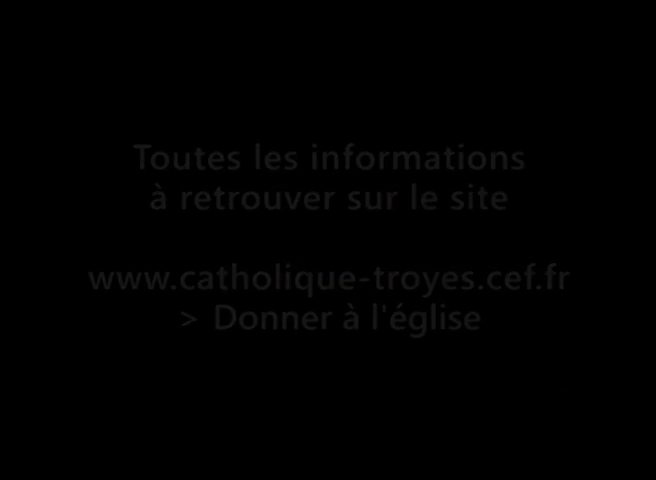 Toutes les informations
à retrouver sur le site
www.catholique-troyes.cef.fr
> Donner à l'église